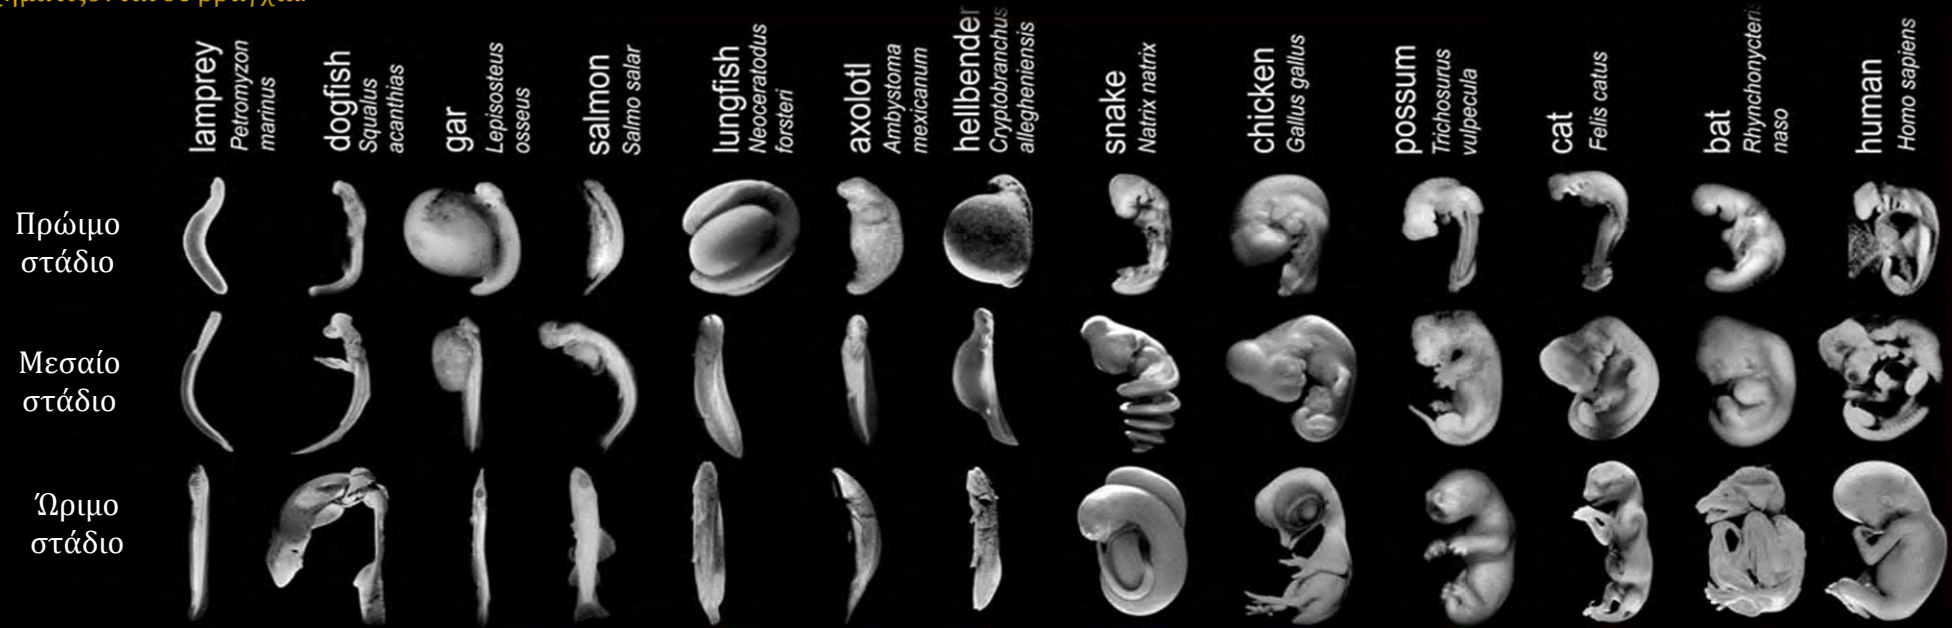 lamprey
Petromyzon
marinus
dogfish
Squalus
acanthias
gar
Lepisosteus
osseus
salmon
Salmo salar
lungfish
Neoceratodus
forsteri
axolotl
Ambystoma
mexicanum
hellbender
Cryptobranchus
allegheniensis
snake
Natrix natrix
chicken
Gallus gallus
possum
Trichosurus
vulpecula
cat
Felis catus
bat
Rhynchonycteris
naso
human
Homo sapiens
Πρώιμο
στάδιο
Μεσαίο
στάδιο
Ώριμο
στάδιο